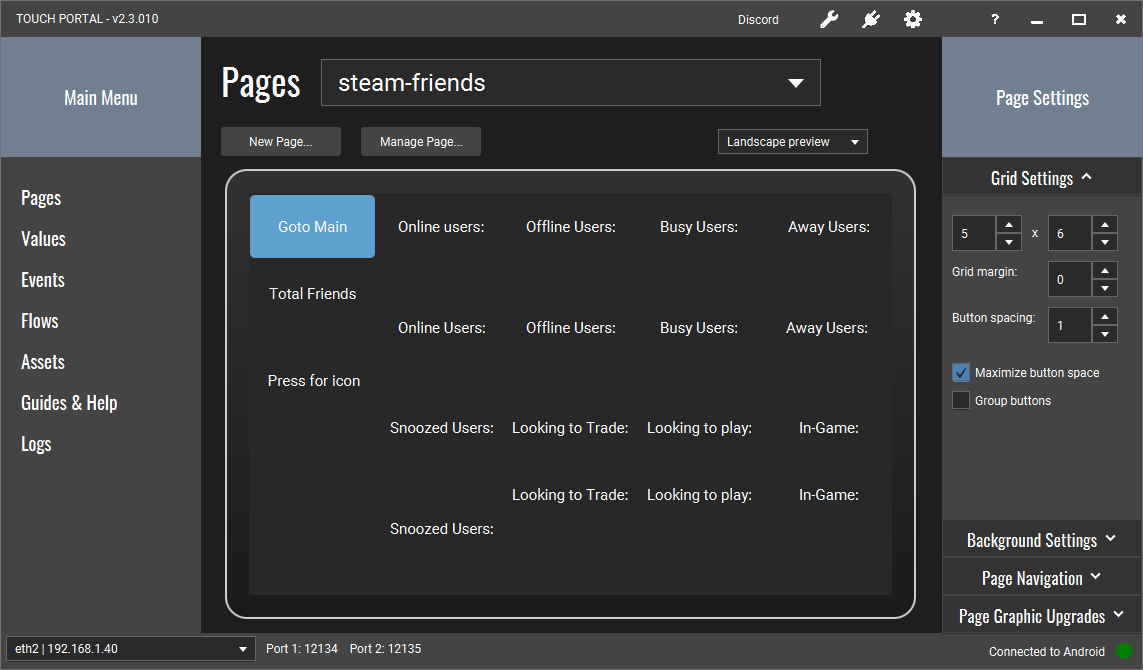 TOUCH PORTAL - v2.3.010
Discord
?
Main Menu
Pages
steam-friends
Page Settings
New Page...
Manage Page...
Landscape preview
Pages
Values
Events
Flows
Assets
Guides & Help
Logs
Goto Main
Online users:
Offline Users:
Busy Users:
Away Users:
Total Friends
Online Users:
Offline Users:
Busy Users:
Away Users:
Press for icon
Snoozed Users:
Looking to Trade:
Looking to play:
In-Game:
Looking to Trade:
Looking to play:
In-Game:
Snoozed Users:
Grid Settings
5 x 6
Grid margin: 0
Button spacing: 1
Maximize button space
Group buttons
Background Settings
Page Navigation
Page Graphic Upgrades
eth2 | 192.168.1.40
Port 1: 12134
Port 2: 12135
Connected to Android